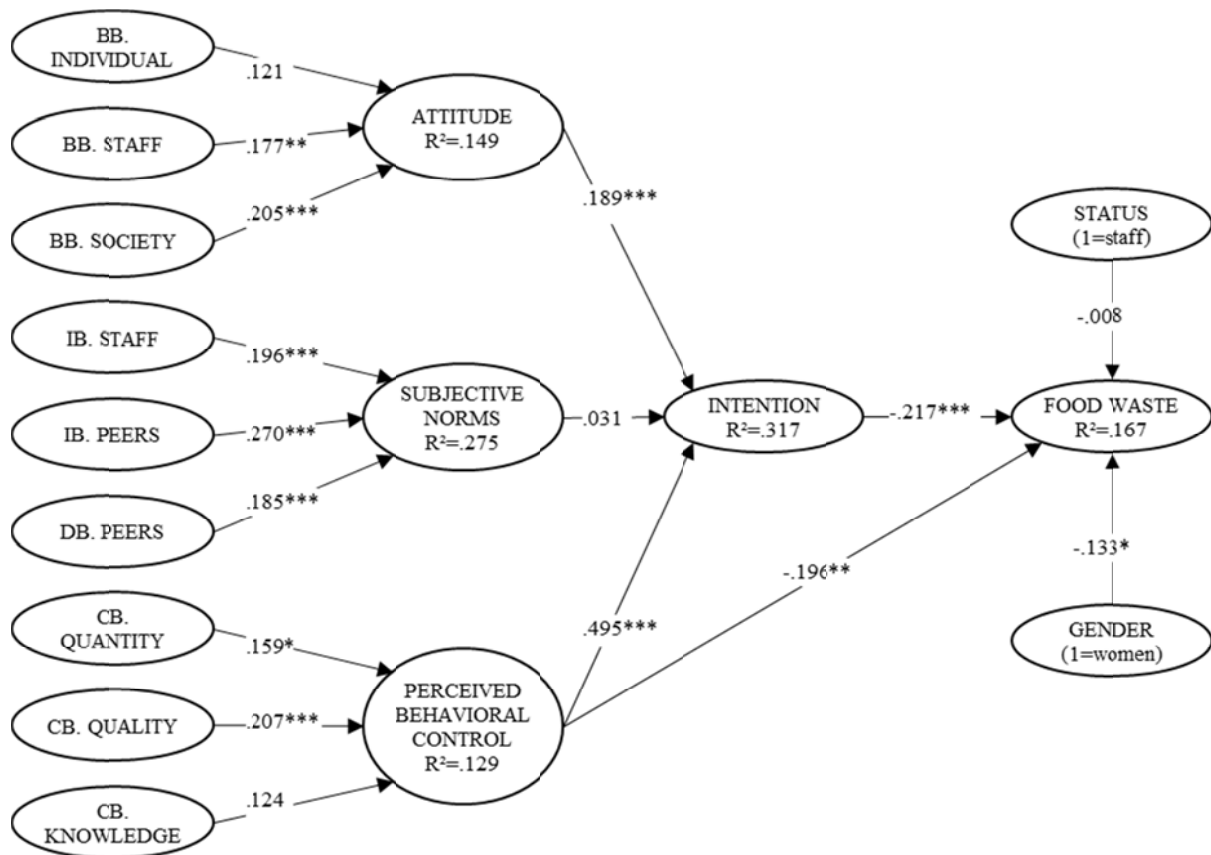 BB.
INDIVIDUAL
.121
BB. STAFF
.177**
BB. SOCIETY
.205***
ATTITUDE
R²=.149
.189***
IB. STAFF
.196***
IB. PEERS
.270***
DB. PEERS
.185***
SUBJECTIVE
NORMS
R²=.275
.031
INTENTION
R²=.317
-.217***
STATUS
(1=staff)
-.008
FOOD WASTE
R²=.167
-.133*
GENDER
(1=women)
CB.
QUANTITY
.159*
CB. QUALITY
.207***
CB.
KNOWLEDGE
.124
PERCEIVED
BEHAVIORAL
CONTROL
R²=.129
.495***
-.196**